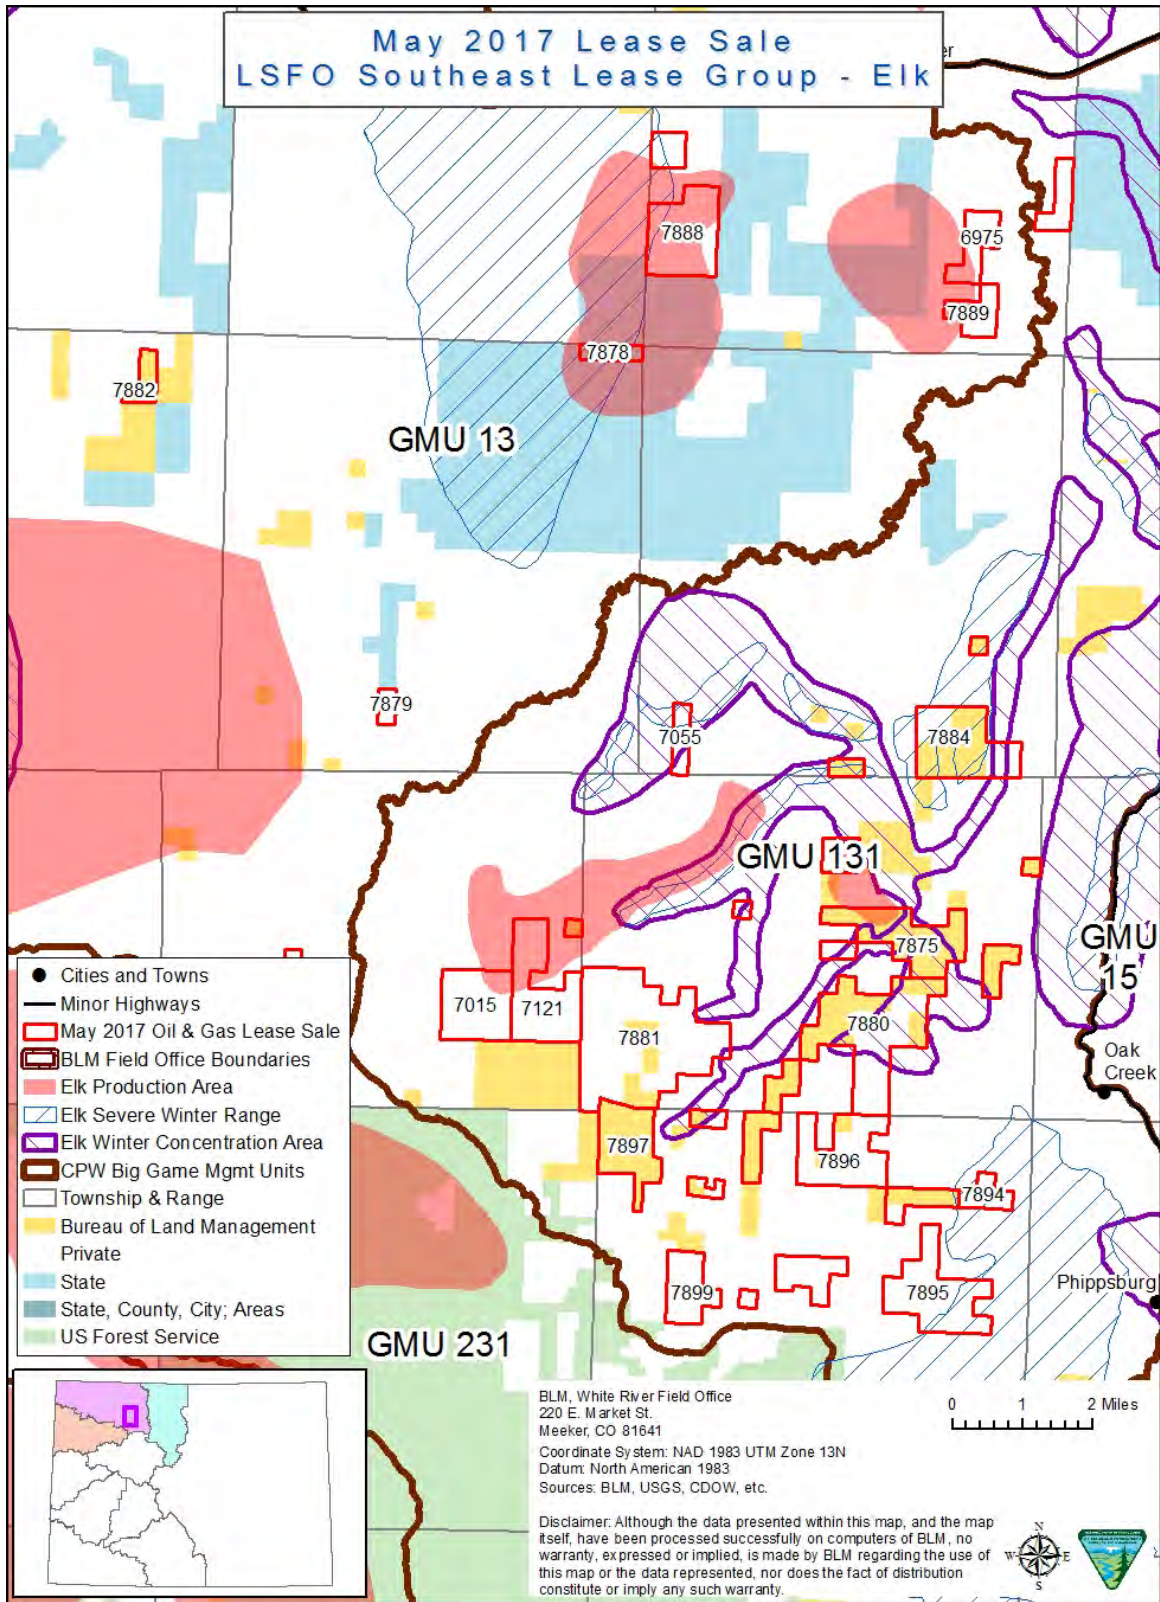 May 2017 Lease Sale
LSFO Southeast Lease Group - Elk
er
7888
6975
7889
7878
7882
GMU 13
7879
7055
7884
GMU 131
7875
GMU
15
7015
7121
7881
7880
Oak
Creek
7897
7896
7894
7899
7895
Phippsburg
GMU 231
Cities and Towns
Minor Highways
May 2017 Oil & Gas Lease Sale
BLM Field Office Boundaries
Elk Production Area
Elk Severe Winter Range
Elk Winter Concentration Area
CPW Big Game Mgmt Units
Township & Range
Bureau of Land Management
Private
State
State, County, City; Areas
US Forest Service
BLM, White River Field Office
220 E. Market St.
Meeker, CO 81641
Coordinate System: NAD 1983 UTM Zone 13N
Datum: North American 1983
Sources: BLM, USGS, CDOW, etc.
0 1 2 Miles
Disclaimer: Although the data presented within this map, and the map
itself, have been processed successfully on computers of BLM, no
warranty, expressed or implied, is made by BLM regarding the use of
this map or the data represented, nor does the fact of distribution
constitute or imply any such warranty.
N
W E
S